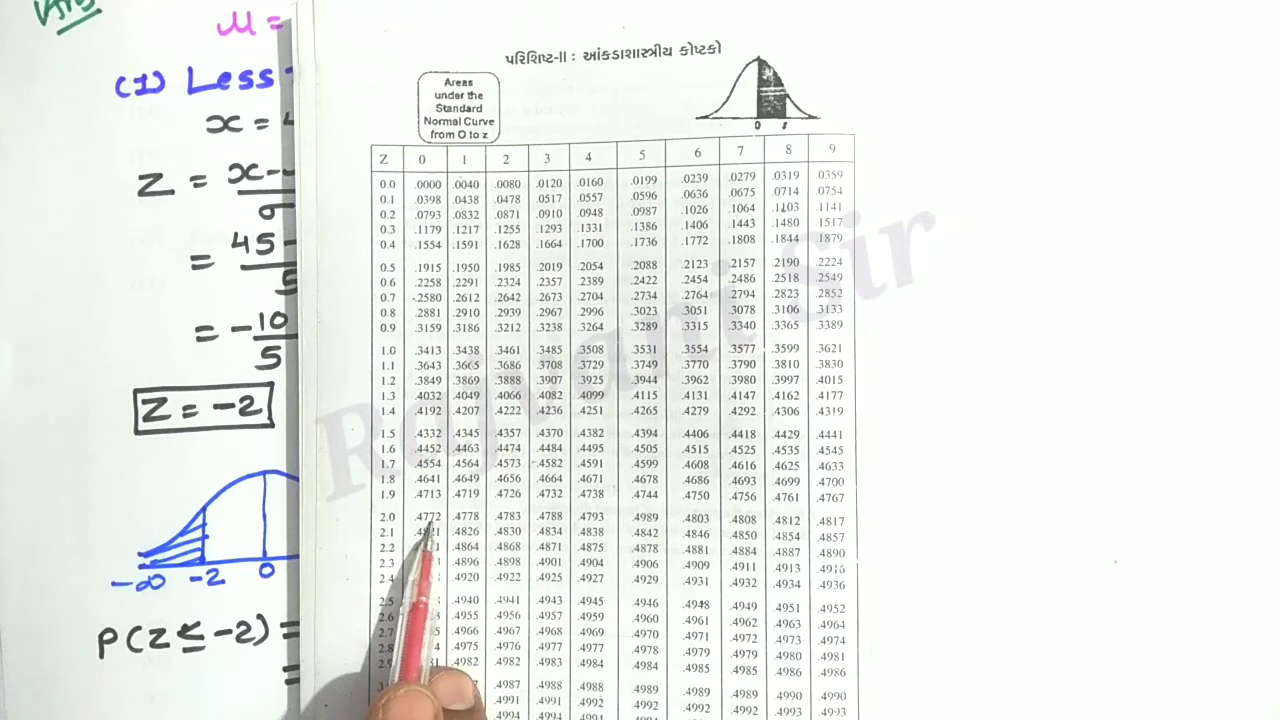 μ =
(1) Less
x = 4
Z = x-
σ
= 45 -
5
= -10
5
Z = -2
-∞ -2 0
P(Z ≤ -2) =
=
પરિશિષ્ટ-II : આંકડાશાસ્ત્રીય કોષ્ટકો
Areas
under the
Standard
Normal Curve
from O to z
0
Z 0 1 2 3 4 5 6 7 8 9
0.0 .0000 .0040 .0080 .0120 .0160 .0199 .0239 .0279 .0319 .0359
0.1 .0398 .0438 .0478 .0517 .0557 .0596 .0636 .0675 .0714 .0754
0.2 .0793 .0832 .0871 .0910 .0948 .0987 .1026 .1064 .1103 .1141
0.3 .1179 .1217 .1255 .1293 .1331 .1386 .1406 .1443 .1480 .1517
0.4 .1554 .1591 .1628 .1664 .1700 .1736 .1772 .1808 .1844 .1879
0.5 .1915 .1950 .1985 .2019 .2054 .2088 .2123 .2157 .2190 .2224
0.6 .2258 .2291 .2324 .2357 .2389 .2422 .2454 .2486 .2518 .2549
0.7 .2580 .2612 .2642 .2673 .2704 .2734 .2764 .2794 .2823 .2852
0.8 .2881 .2910 .2939 .2967 .2996 .3023 .3051 .3078 .3106 .3133
0.9 .3159 .3186 .3212 .3238 .3264 .3289 .3315 .3340 .3365 .3389
1.0 .3413 .3438 .3461 .3485 .3508 .3531 .3554 .3577 .3599 .3621
1.1 .3643 .3665 .3686 .3708 .3729 .3749 .3770 .3790 .3810 .3830
1.2 .3849 .3869 .3888 .3907 .3925 .3944 .3962 .3980 .3997 .4015
1.3 .4032 .4049 .4066 .4082 .4099 .4115 .4131 .4147 .4162 .4177
1.4 .4192 .4207 .4222 .4236 .4251 .4265 .4279 .4292 .4306 .4319
1.5 .4332 .4345 .4357 .4370 .4382 .4394 .4406 .4418 .4429 .4441
1.6 .4452 .4463 .4474 .4484 .4495 .4505 .4515 .4525 .4535 .4545
1.7 .4554 .4564 .4573 .4582 .4591 .4599 .4608 .4616 .4625 .4633
1.8 .4641 .4649 .4656 .4664 .4671 .4678 .4686 .4693 .4699 .4700
1.9 .4713 .4719 .4726 .4732 .4738 .4744 .4750 .4756 .4761 .4767
2.0 .4772 .4778 .4783 .4788 .4793 .4989 .4803 .4808 .4812 .4817
2.1 .4826 .4830 .4834 .4838 .4842 .4846 .4850 .4854 .4857
2.2 .4864 .4868 .4871 .4875 .4878 .4881 .4884 .4887 .4890
2.3 .4896 .4898 .4901 .4904 .4906 .4909 .4911 .4913 .4916
2.4 .4920 .4922 .4925 .4927 .4929 .4931 .4932 .4934 .4936
2.5 .4940 .4941 .4943 .4945 .4946 .4948 .4949 .4951 .4952
2.6 .4955 .4956 .4957 .4959 .4960 .4961 .4962 .4963 .4964
2.7 .4966 .4967 .4968 .4969 .4970 .4971 .4972 .4973 .4974
2.8 .4975 .4976 .4977 .4977 .4978 .4979 .4979 .4980 .4981
2.9 .4982 .4982 .4983 .4984 .4984 .4985 .4985 .4986 .4986
.4987 .4988 .4988 .4989 .4989 .4989 .4990 .4990
.4991 .4991 .4992 .4992 .4992 .4992 .4993 .4993
.4994 .4994 .4994
Rajvani Sir